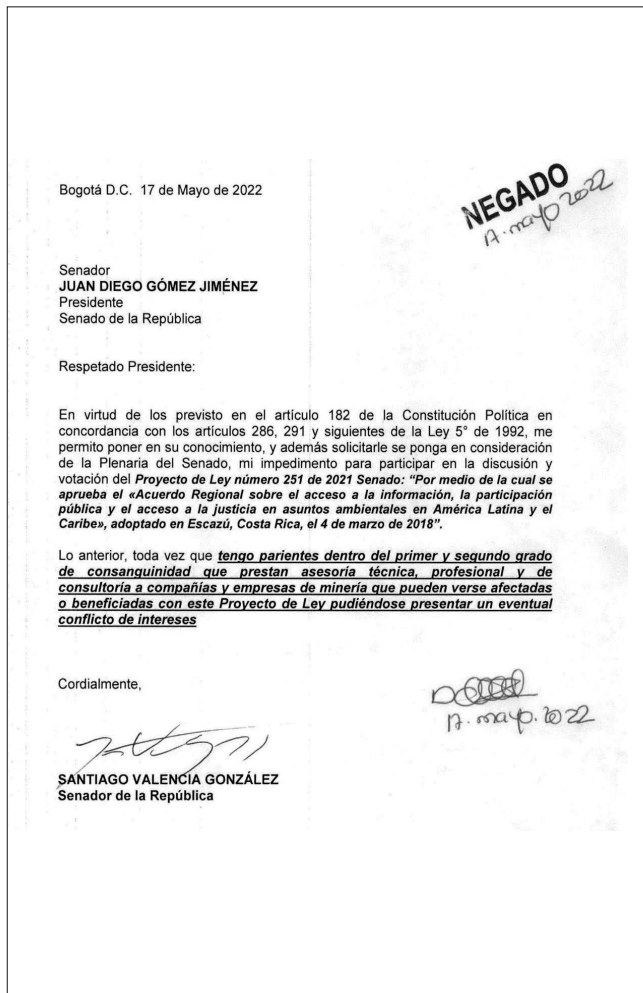 Bogotá D.C. 17 de Mayo de 2022
NEGADO
17. mayo 2022
Senador
JUAN DIEGO GÓMEZ JIMÉNEZ
Presidente
Senado de la República
Respetado Presidente:
En virtud de los previsto en el artículo 182 de la Constitución Política en
concordancia con los artículos 286, 291 y siguientes de la Ley 5° de 1992, me
permito poner en su conocimiento, y además solicitarle se ponga en consideración
de la Plenaria del Senado, mi impedimento para participar en la discusión y
votación del Proyecto de Ley número 251 de 2021 Senado: “Por medio de la cual se
aprueba el «Acuerdo Regional sobre el acceso a la información, la participación
pública y el acceso a la justicia en asuntos ambientales en América Latina y el
Caribe», adoptado en Escazú, Costa Rica, el 4 de marzo de 2018”.
Lo anterior, toda vez que tengo parientes dentro del primer y segundo grado
de consanguinidad que prestan asesoría técnica, profesional y de
consultoría a compañías y empresas de minería que pueden verse afectadas
o beneficiadas con este Proyecto de Ley pudiéndose presentar un eventual
conflicto de intereses
Cordialmente,
17. mayo. 2022
SANTIAGO VALENCIA GONZÁLEZ
Senador de la República